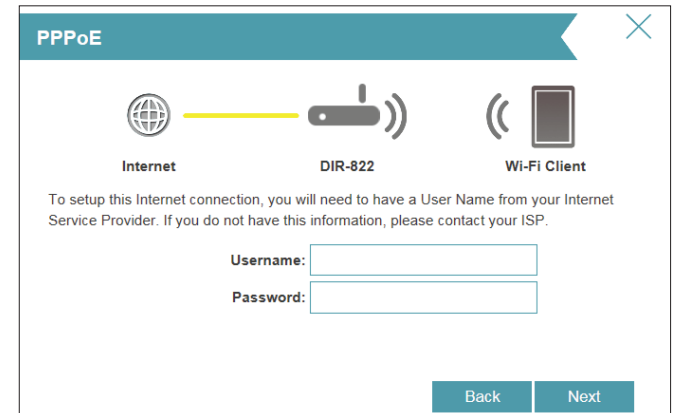 PPPoE
Internet
DIR-822
Wi-Fi Client
To setup this Internet connection, you will need to have a User Name from your Internet
Service Provider. If you do not have this information, please contact your ISP.
Username:
Password:
Back
Next